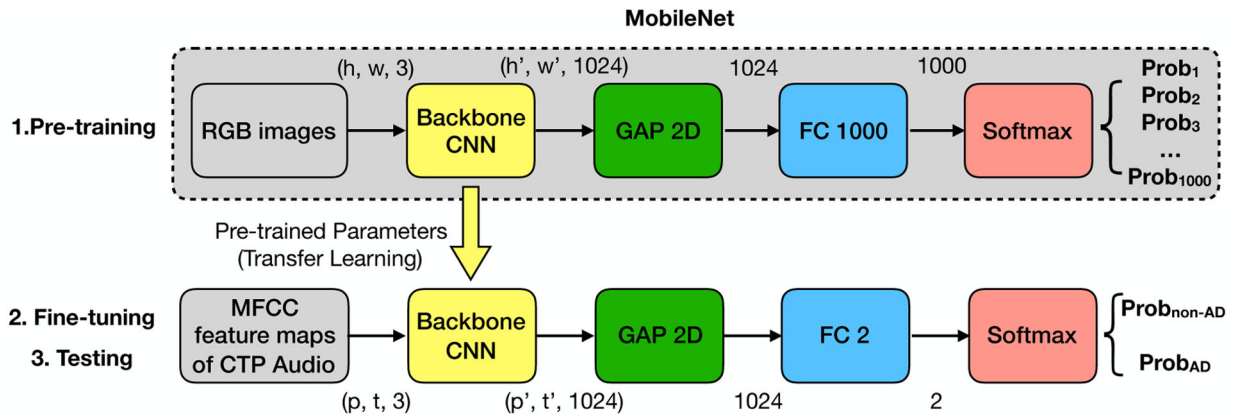 MobileNet
(h, w, 3)
(h’, w’, 1024)
1024
1000
1.Pre-training
RGB images
Backbone
CNN
GAP 2D
FC 1000
Softmax
Prob1
Prob2
Prob3
...
Prob1000
Pre-trained Parameters
(Transfer Learning)
2. Fine-tuning
3. Testing
MFCC
feature maps
of CTP Audio
Backbone
CNN
GAP 2D
FC 2
Softmax
Probnon-AD
ProbAD
(p, t, 3)
(p’, t’, 1024)
1024
2